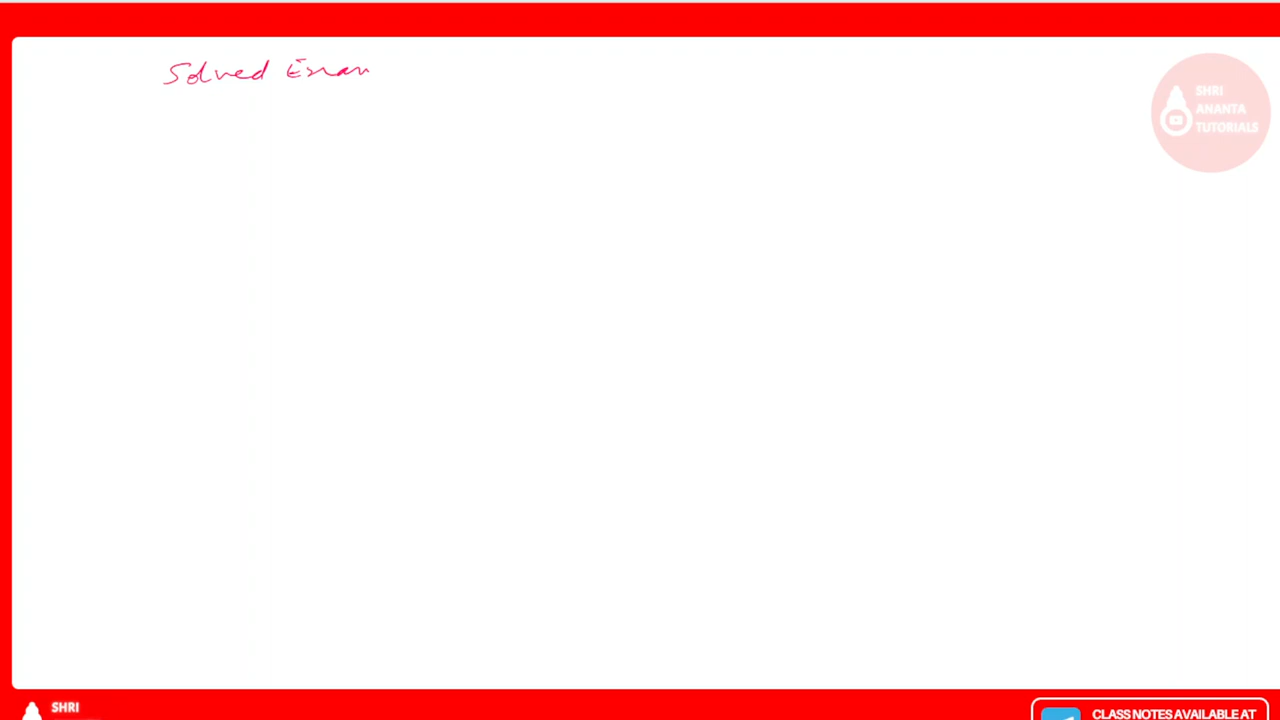 Solved Exam
SHRI
ANANTA
TUTORIALS
SHRI
CLASS NOTES AVAILABLE AT